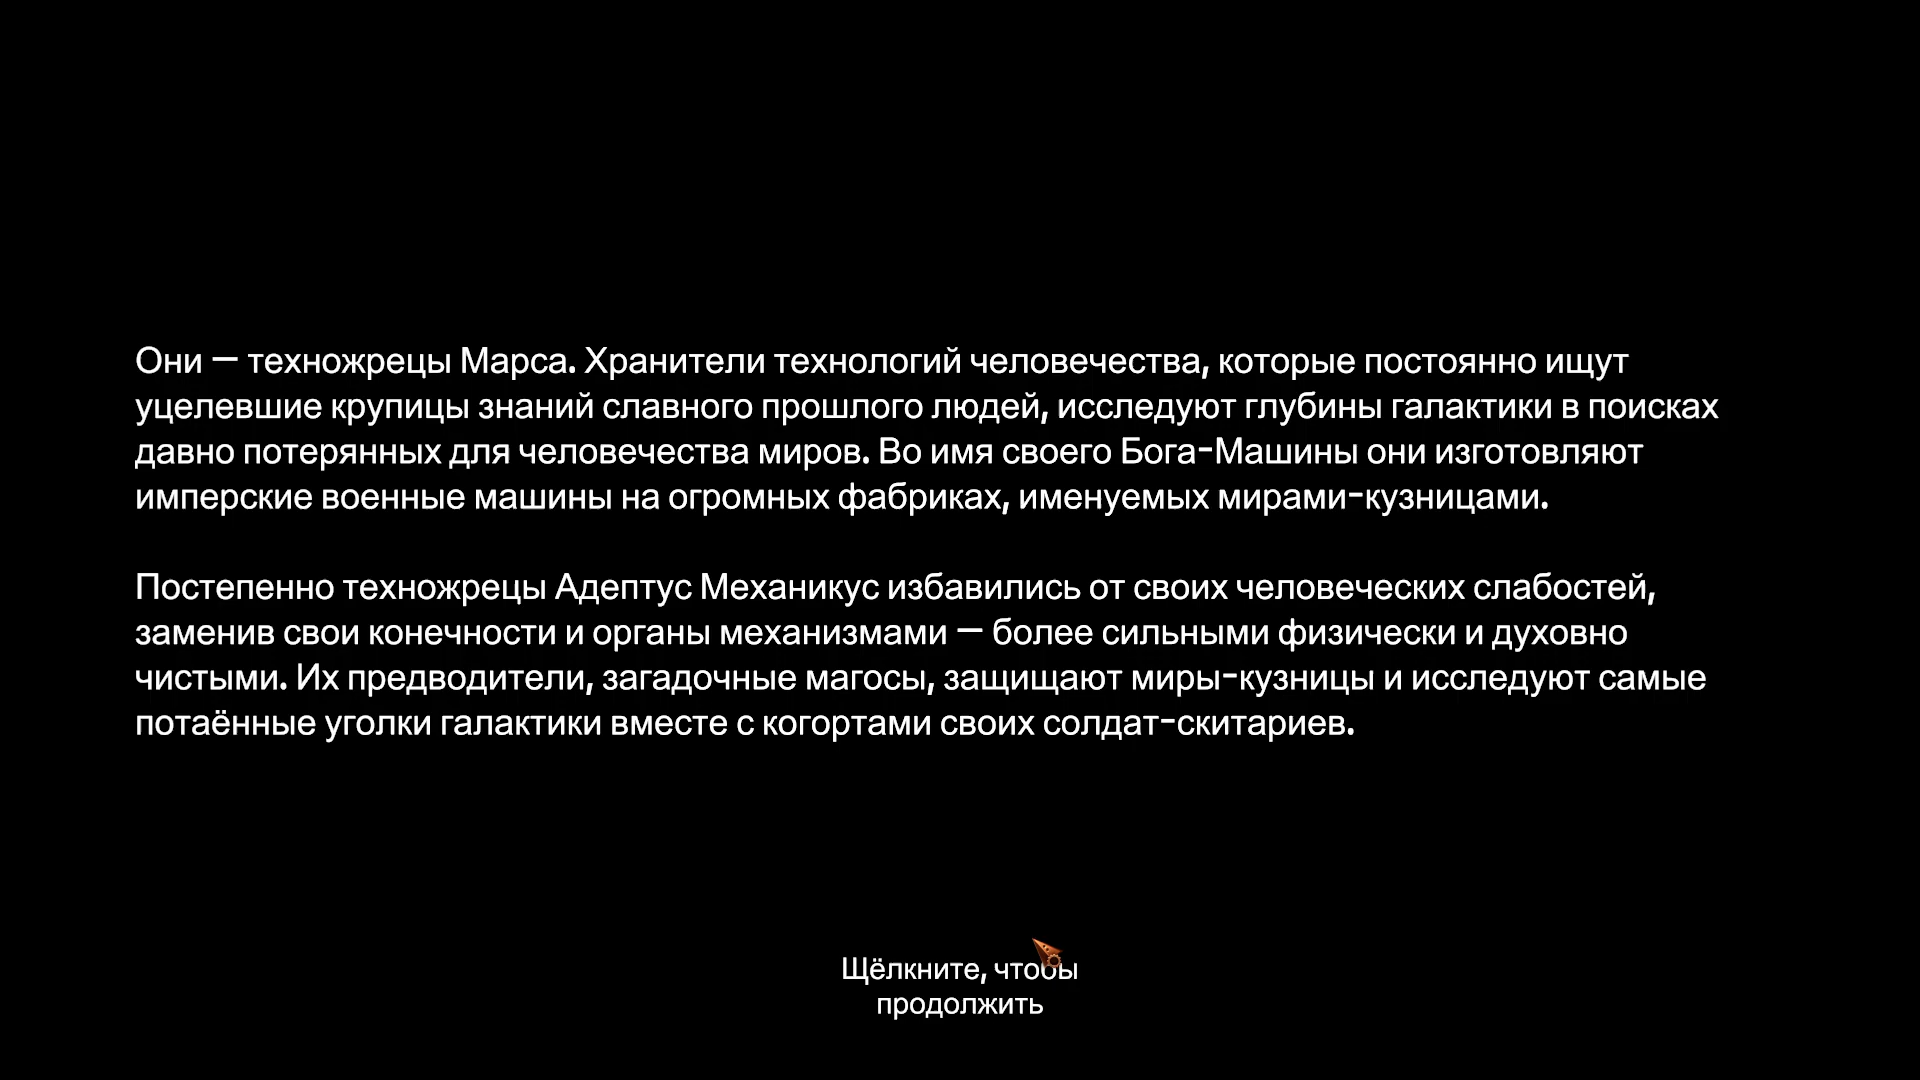 Они — техножрецы Марса. Хранители технологий человечества, которые постоянно ищут
уцелевшие крупицы знаний славного прошлого людей, исследуют глубины галактики в поисках
давно потерянных для человечества миров. Во имя своего Бога-Машины они изготовляют
имперские военные машины на огромных фабриках, именуемых мирами-кузницами.
Постепенно техножрецы Адептус Механикус избавились от своих человеческих слабостей,
заменив свои конечности и органы механизмами — более сильными физически и духовно
чистыми. Их предводители, загадочные магосы, защищают миры-кузницы и исследуют самые
потаённые уголки галактики вместе с когортами своих солдат-скитариев.
Щёлкните, чтобы
продолжить